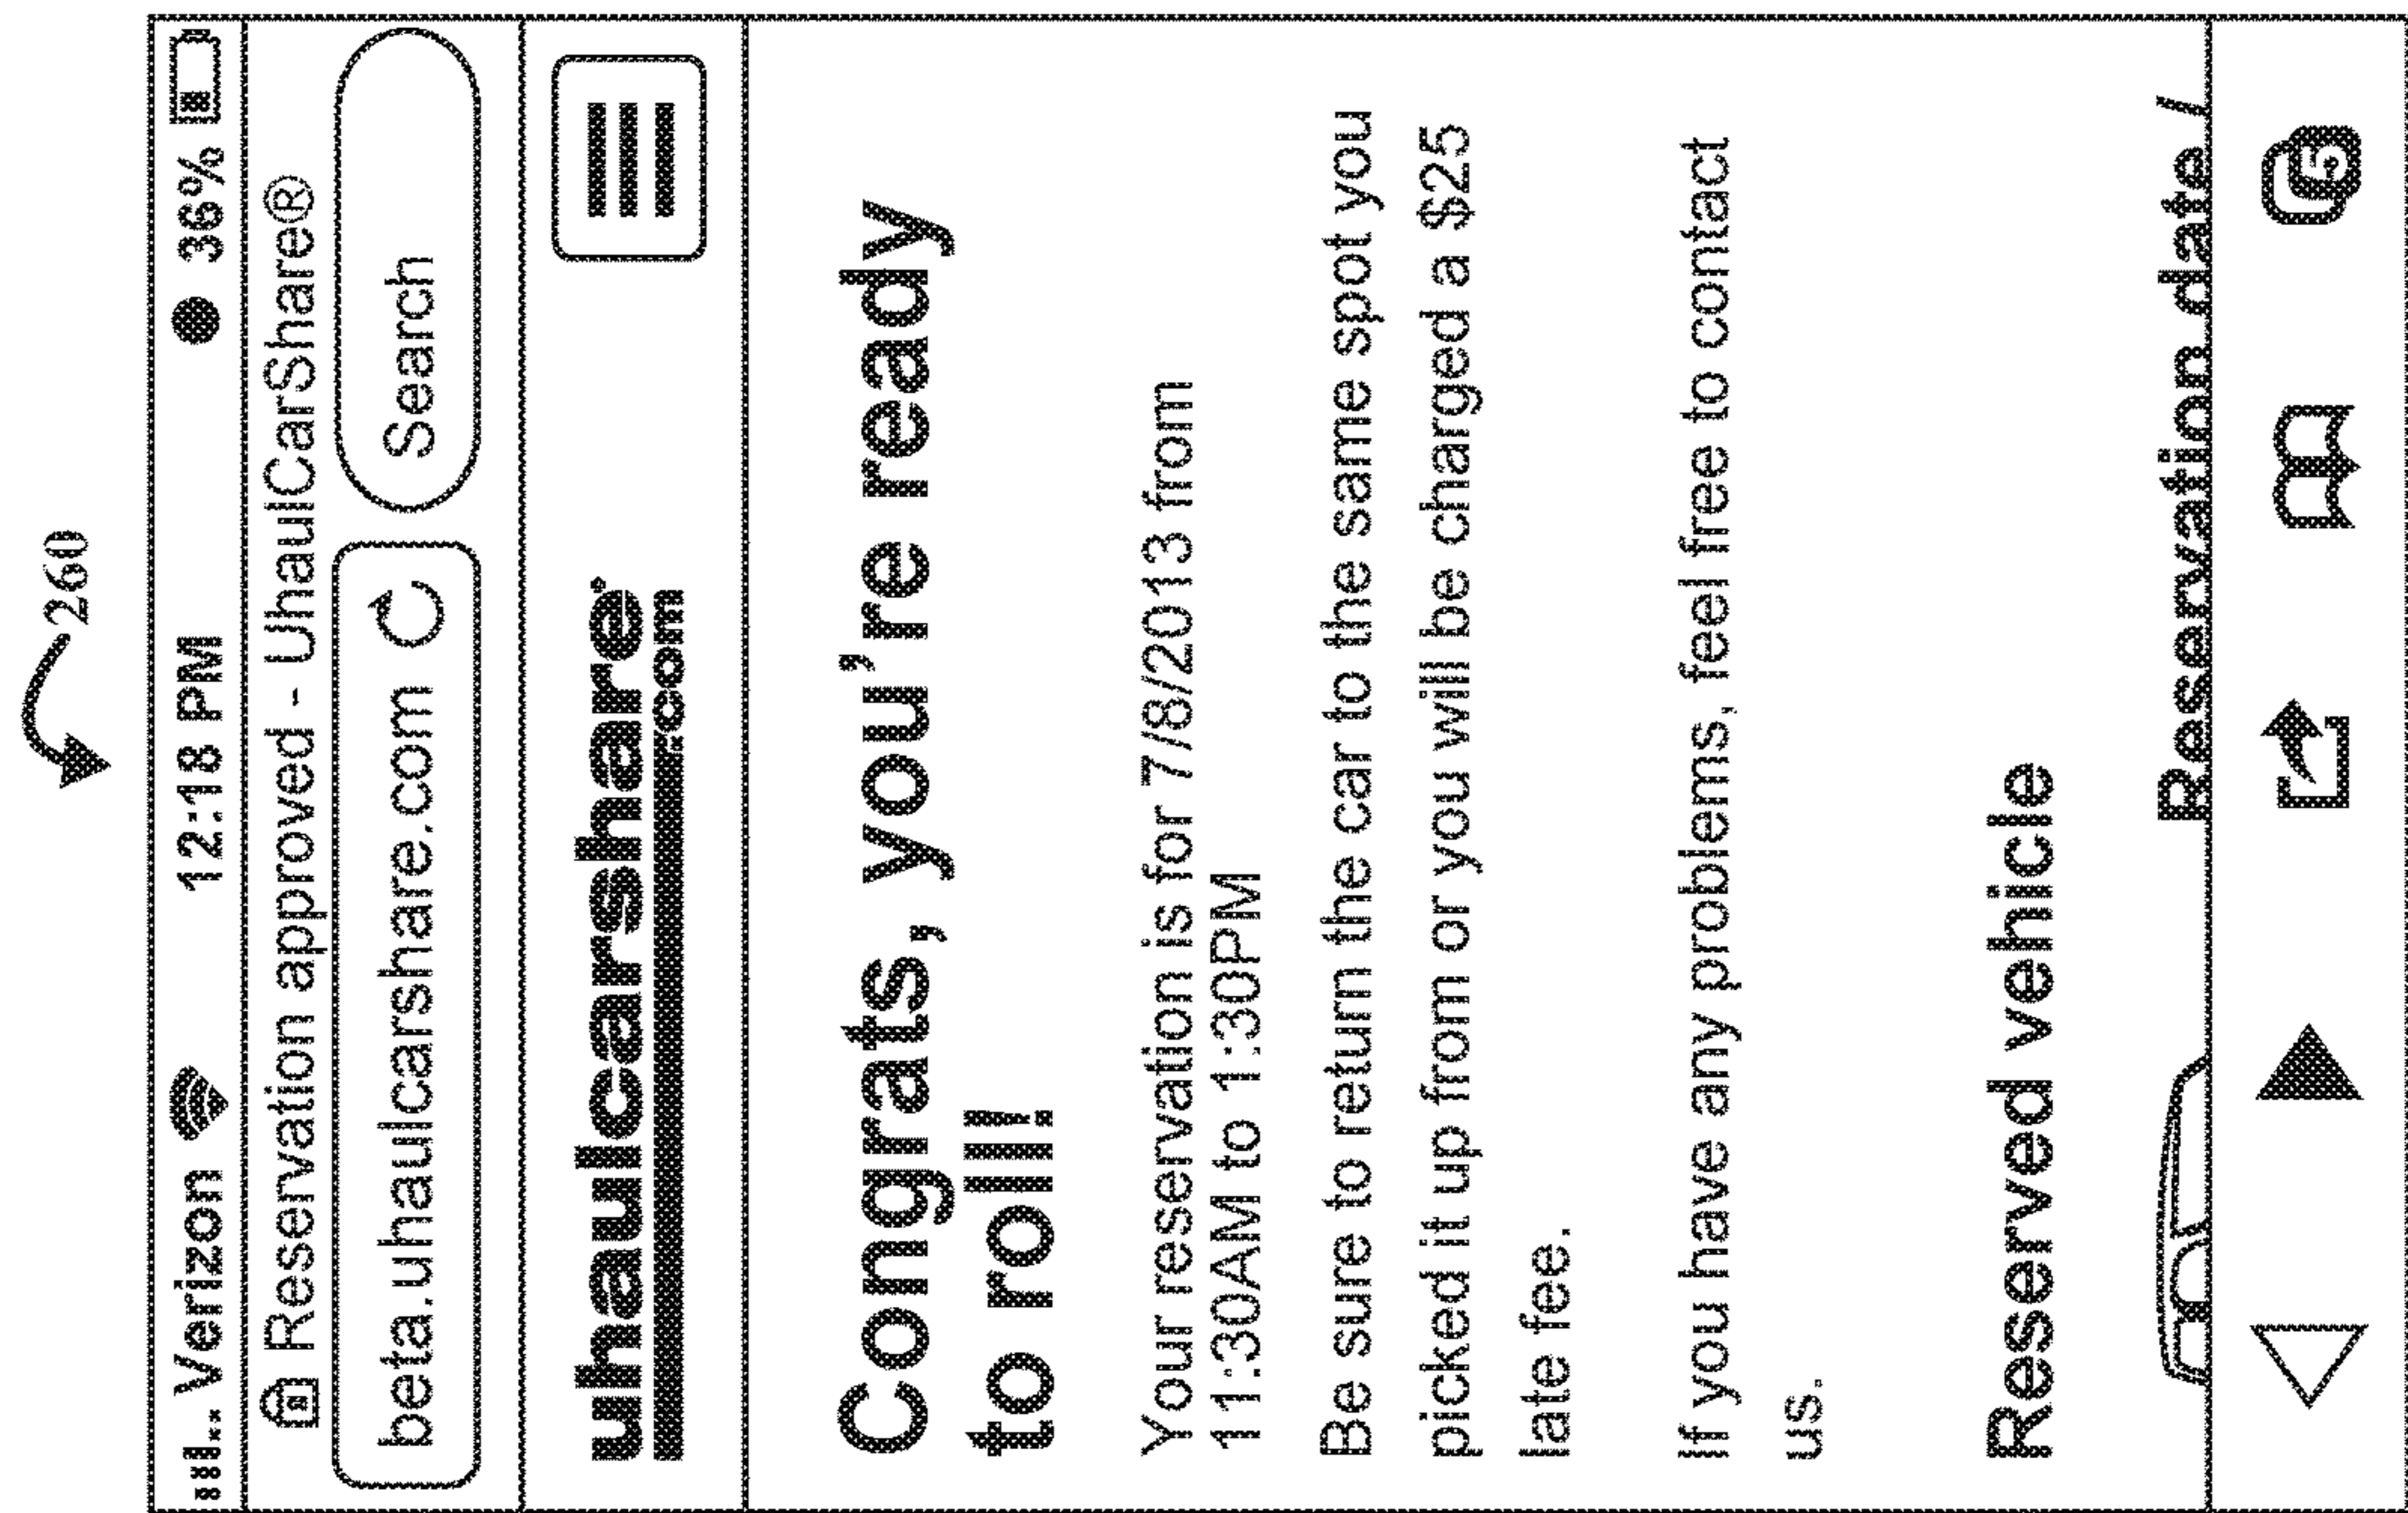 260
Verizon 12:18 PM 36%
Reservation approved - UhaulCarShare®
beta.uhaulcarshare.com Search
uhaulcarshare
.com
Congrats, you're ready
to roll!
Your reservation is for 7/8/2013 from
11:30AM to 1:30PM
Be sure to return the car to the same spot you
picked it up from or you will be charged a $25
late fee.
If you have any problems, feel free to contact
us.
Reserved vehicle
Reservation date /
5